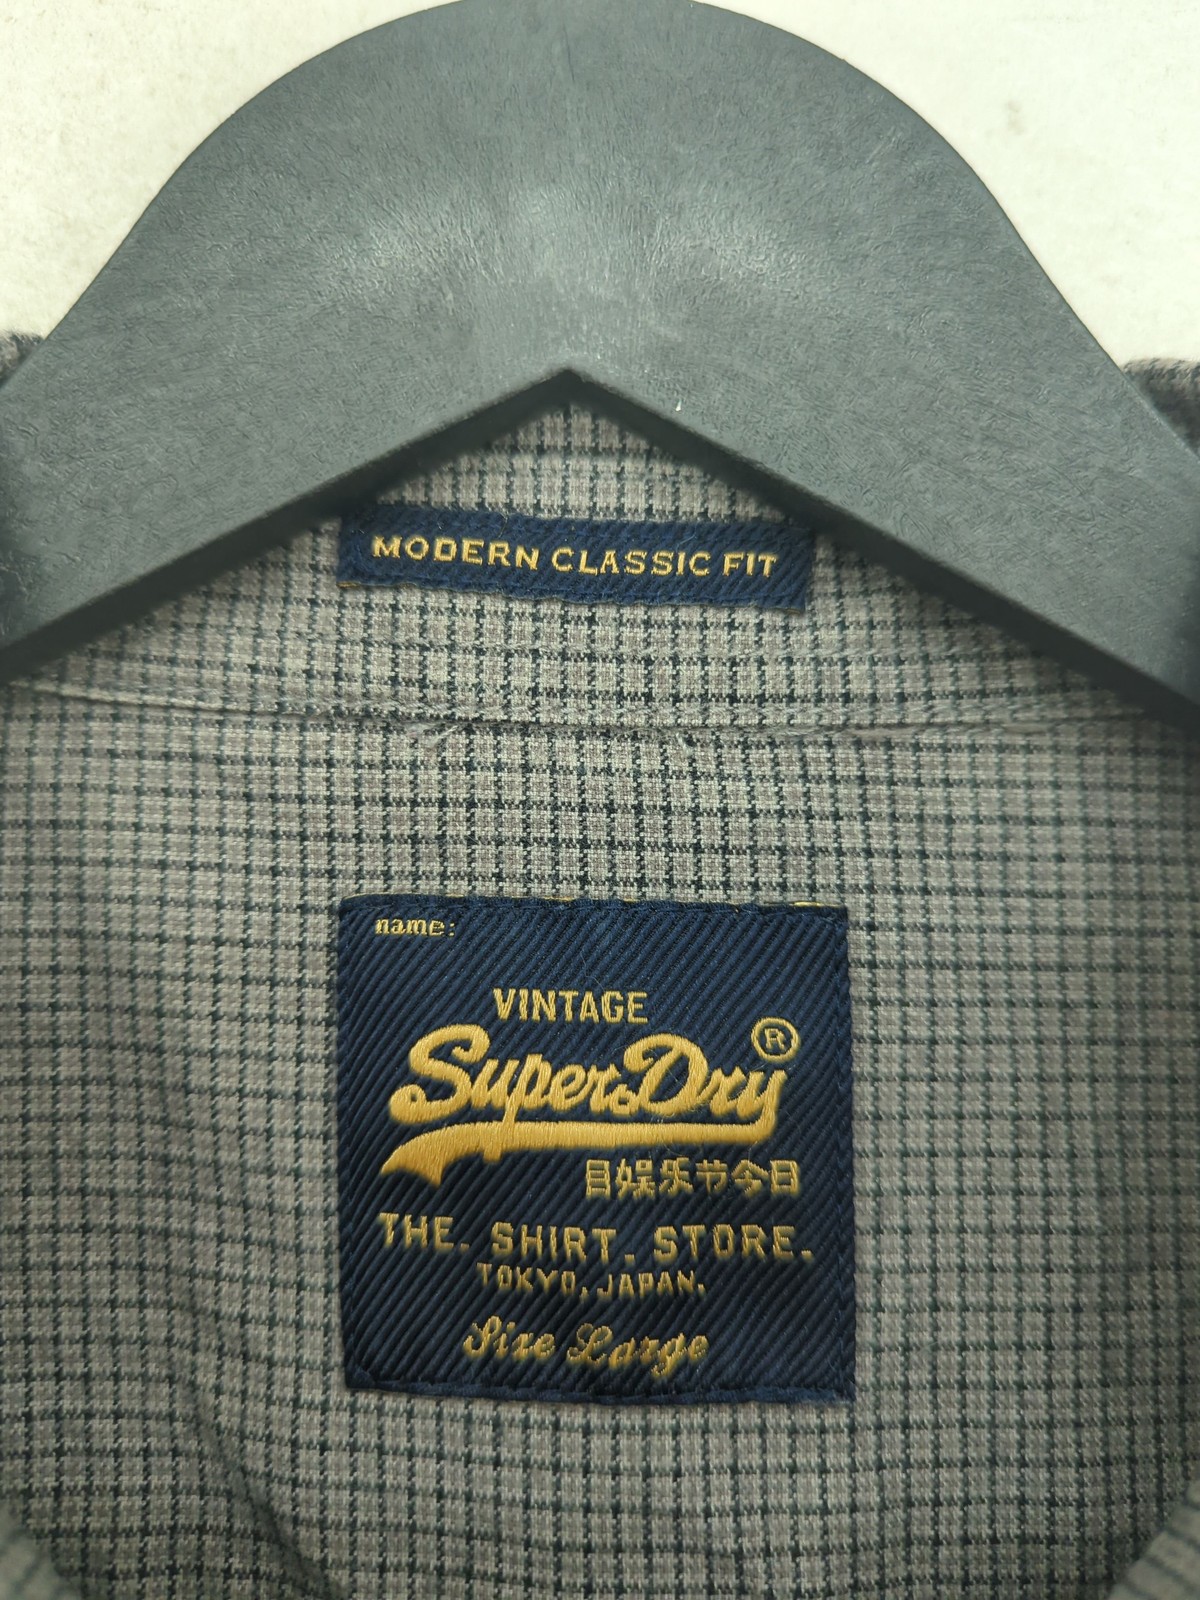 MODERN CLASSIC FIT
name:
VINTAGE
SuperDry ®
目娱乐节今日
THE. SHIRT. STORE.
TOKYO, JAPAN.
Size Large